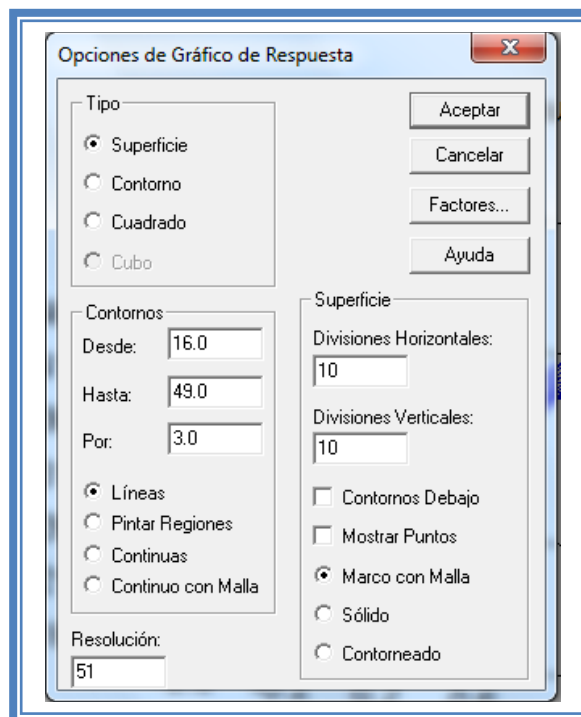 Opciones de Gráfico de Respuesta
Tipo
Superficie
Contorno
Cuadrado
Cubo
Aceptar
Cancelar
Factores...
Ayuda
Contornos
Desde: 16.0
Hasta: 49.0
Por: 3.0
Líneas
Pintar Regiones
Continuas
Continuo con Malla
Resolución:
51
Superficie
Divisiones Horizontales:
10
Divisiones Verticales:
10
Contornos Debajo
Mostrar Puntos
Marco con Malla
Sólido
Contorneado